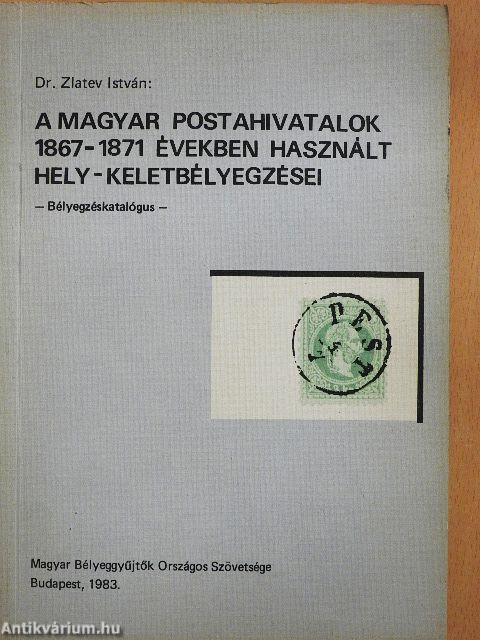 Dr. Zlatev István:
A MAGYAR POSTAHIVATALOK
1867-1871 ÉVEKBEN HASZNÁLT
HELY-KELETBÉLYEGZÉSEI
— Bélyegzéskatalógus —
PEST
Magyar Bélyeggyűjtők Országos Szövetsége
Budapest, 1983.
Antikvárium.hu